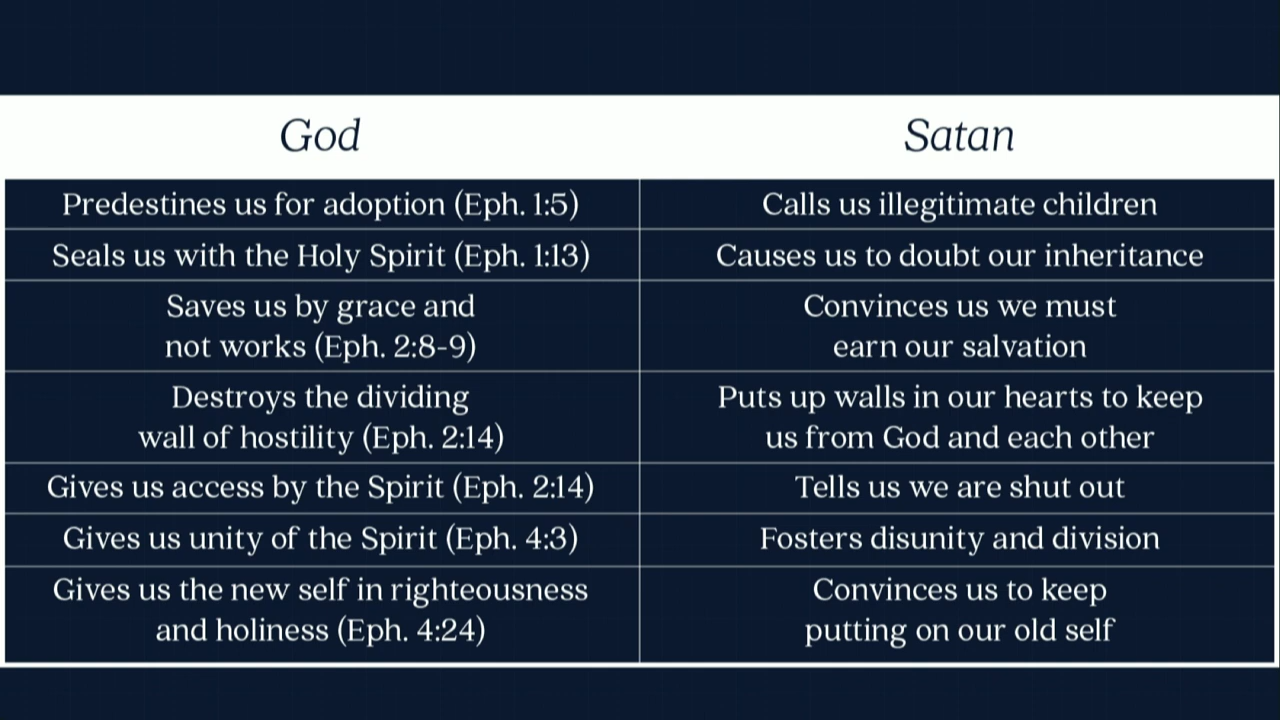 God
Satan
Predestines us for adoption (Eph. 1:5)
Calls us illegitimate children
Seals us with the Holy Spirit (Eph. 1:13)
Causes us to doubt our inheritance
Saves us by grace and
not works (Eph. 2:8-9)
Convinces us we must
earn our salvation
Destroys the dividing
wall of hostility (Eph. 2:14)
Puts up walls in our hearts to keep
us from God and each other
Gives us access by the Spirit (Eph. 2:14)
Tells us we are shut out
Gives us unity of the Spirit (Eph. 4:3)
Fosters disunity and division
Gives us the new self in righteousness
and holiness (Eph. 4:24)
Convinces us to keep
putting on our old self